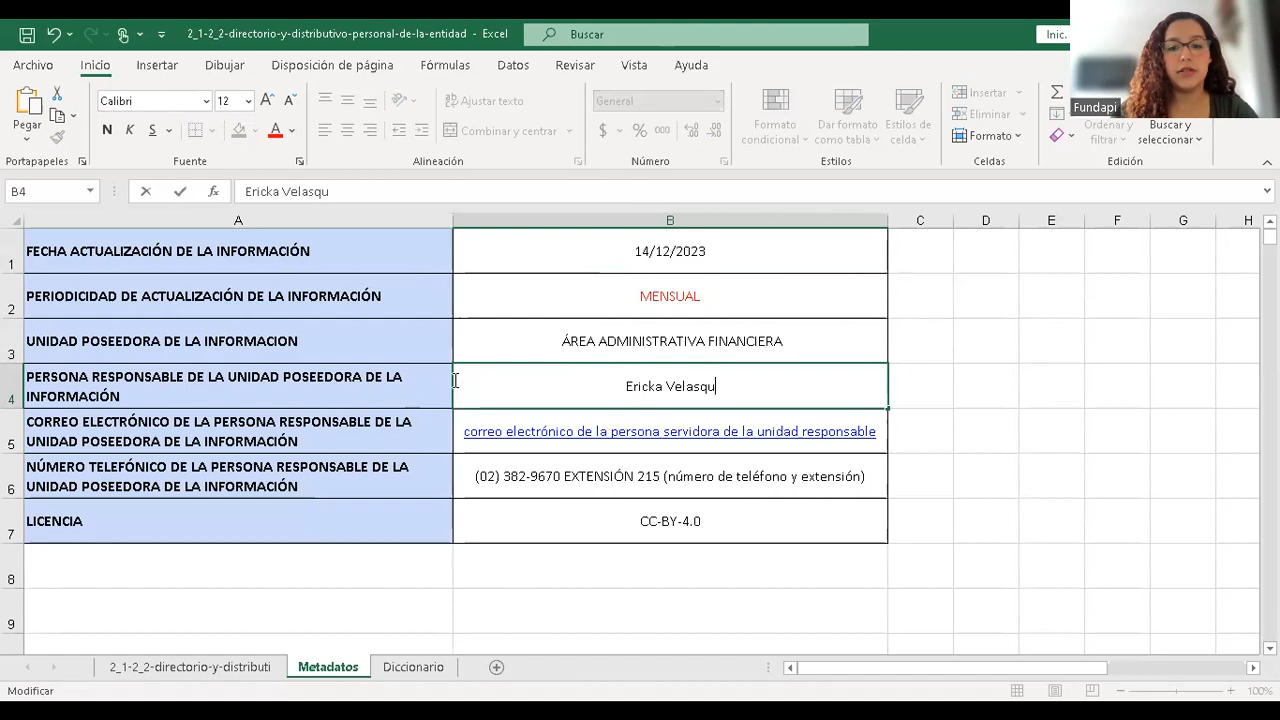 2_1-2_2-directorio-y-distributivo-personal-de-la-entidad - Excel
Buscar
Inic.
Archivo Inicio Insertar Dibujar Disposición de página Fórmulas Datos Revisar Vista Ayuda
Fundapi
Pegar
Calibri 12
N K S
Ajustar texto
Combinar y centrar
General
$ % 000
Formato condicional
Dar formato como tabla
Estilos de celda
Insertar
Eliminar
Formato
Ordenar y filtrar
Buscar y seleccionar
Portapapeles Fuente Alineación Número Estilos Celdas Edición
B4 fx Ericka Velasqu
A B C D E F G H
1 FECHA ACTUALIZACIÓN DE LA INFORMACIÓN 14/12/2023
2 PERIODICIDAD DE ACTUALIZACIÓN DE LA INFORMACIÓN MENSUAL
3 UNIDAD POSEEDORA DE LA INFORMACION ÁREA ADMINISTRATIVA FINANCIERA
PERSONA RESPONSABLE DE LA UNIDAD POSEEDORA DE LA
4 INFORMACIÓN Ericka Velasqu
CORREO ELECTRÓNICO DE LA PERSONA RESPONSABLE DE LA
5 UNIDAD POSEEDORA DE LA INFORMACIÓN correo electrónico de la persona servidora de la unidad responsable
NÚMERO TELEFÓNICO DE LA PERSONA RESPONSABLE DE LA
6 UNIDAD POSEEDORA DE LA INFORMACIÓN (02) 382-9670 EXTENSIÓN 215 (número de teléfono y extensión)
7 LICENCIA CC-BY-4.0
8
9
2_1-2_2-directorio-y-distributi Metadatos Diccionario
Modificar 100%